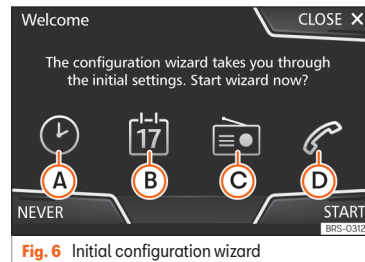 Welcome
CLOSE ✕
The configuration wizard takes you through
the initial settings. Start wizard now?
17
A B C D
NEVER
START
BRS-0312
Fig. 6 Initial configuration wizard